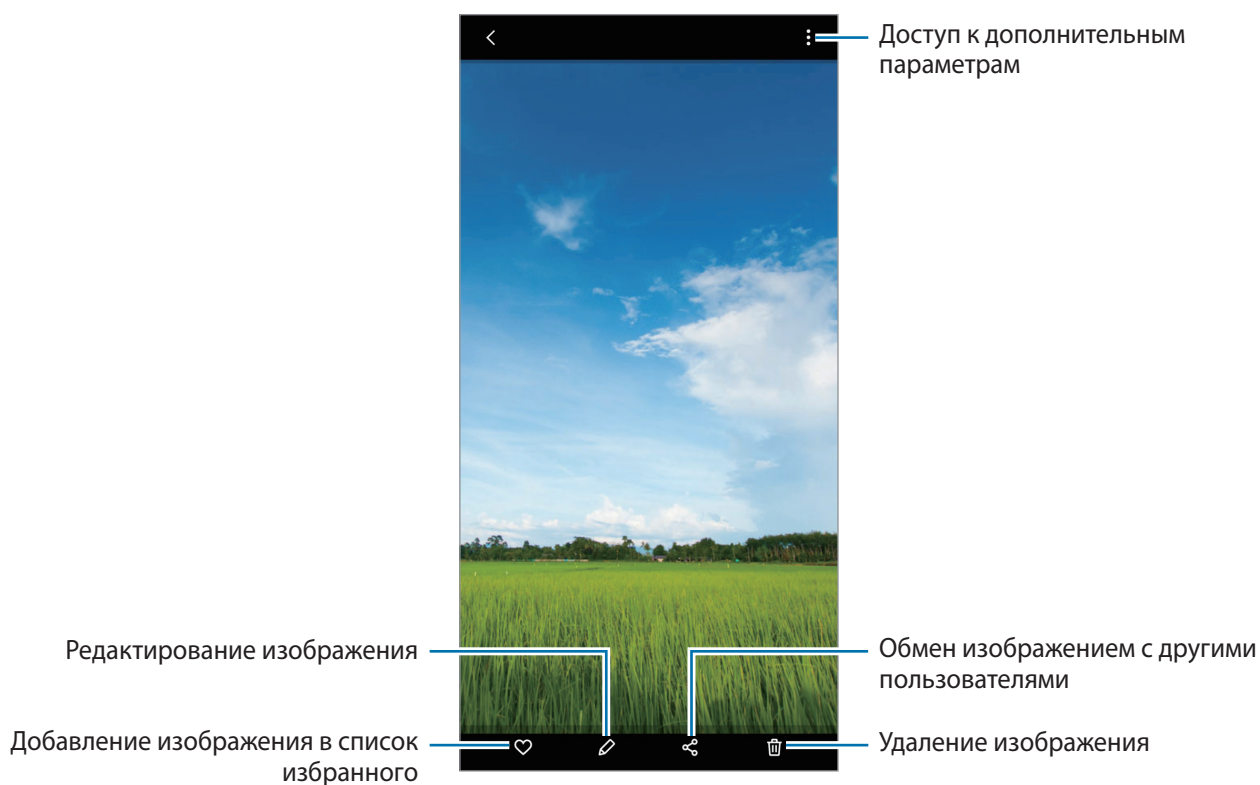 Доступ к дополнительным
параметрам
Редактирование изображения
Обмен изображением с другими
пользователями
Добавление изображения в список
избранного
Удаление изображения